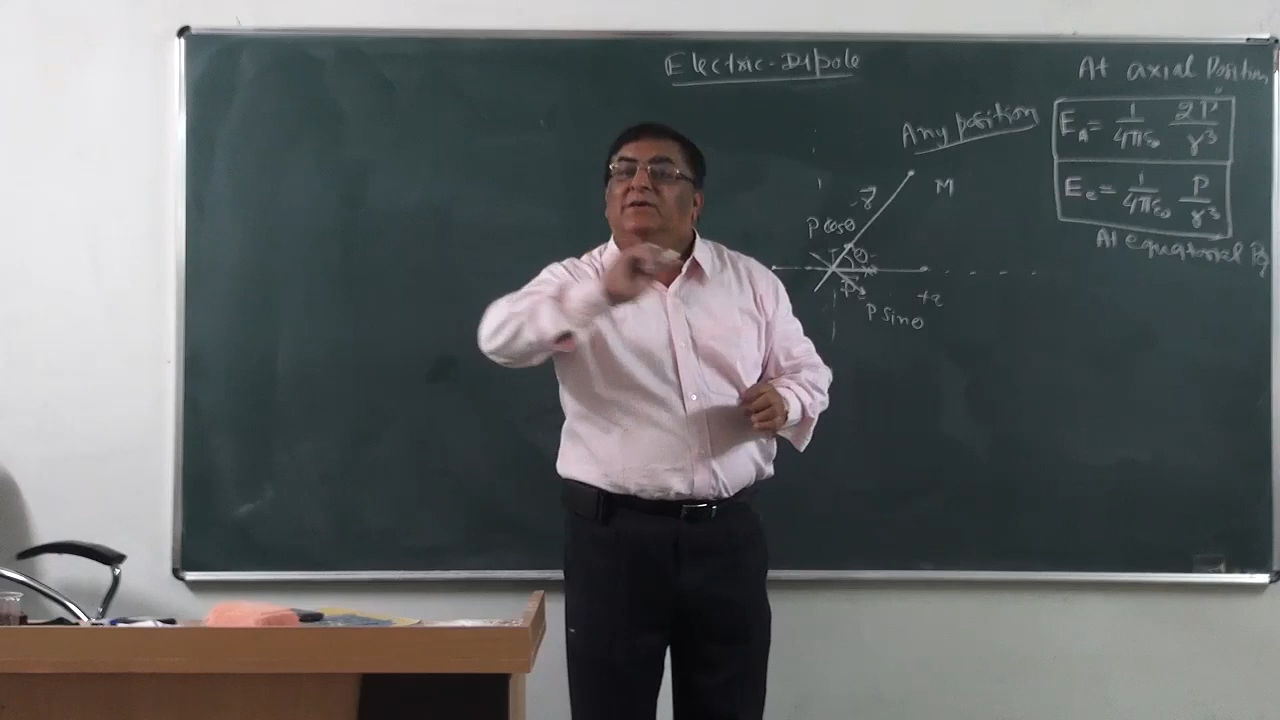 Electric-Dipole
At axial Position
E_A = 1/4πε₀ 2P/r³
E_e = 1/4πε₀ P/r³
At equatorial
Any position
M
r
P cosθ
θ
P
+q
P sinθ